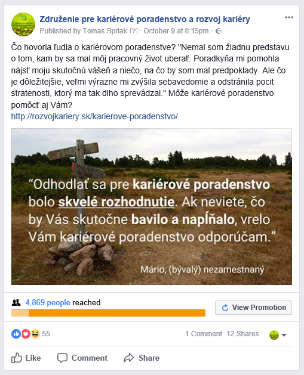 Združenie pre kariérové poradenstvo a rozvoj kariéry
Published by Tomas Sprlak [?] · October 9 at 8:15pm ·
Čo hovoria ľudia o kariérovom poradenstve? "Nemal som žiadnu predstavu
o tom, kam by sa mal môj pracovný život uberať. Poradkyňa mi pomohla
nájsť moju skutočnú vášeň a niečo, na čo by som mal predpoklady. Ale čo
je dôležitejšie, veľmi výrazne mi zvýšila sebavedomie a odstránila pocit
stratenosti, ktorý ma tak dlho sprevádzal." Může kariérové poradenstvo
pomôcť aj Vám?
http://rozvojkariery.sk/karierove-poradenstvo/
"Odhodlať sa pre kariérové poradenstvo
bolo skvelé rozhodnutie. Ak neviete, čo
by Vás skutočne bavilo a napĺňalo, vrelo
Vám kariérové poradenstvo odporúčam."
Mário, (bývalý) nezamestnaný
4,869 people reached
View Promotion
55
1 Comment 12 Shares
Like Comment Share